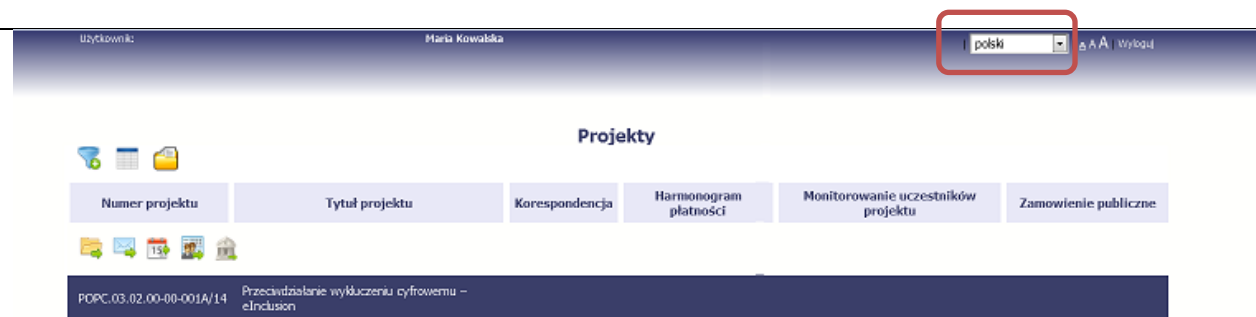 Użytkownik: Maria Kowalska | polski A A A | Wyloguj
Projekty
Numer projektu Tytuł projektu Korespondencja Harmonogram płatności Monitorowanie uczestników projektu Zamowienie publiczne
15
POPC.03.02.00-00-001A/14 Przeciwdziałanie wykluczeniu cyfrowemu –
eInclusion